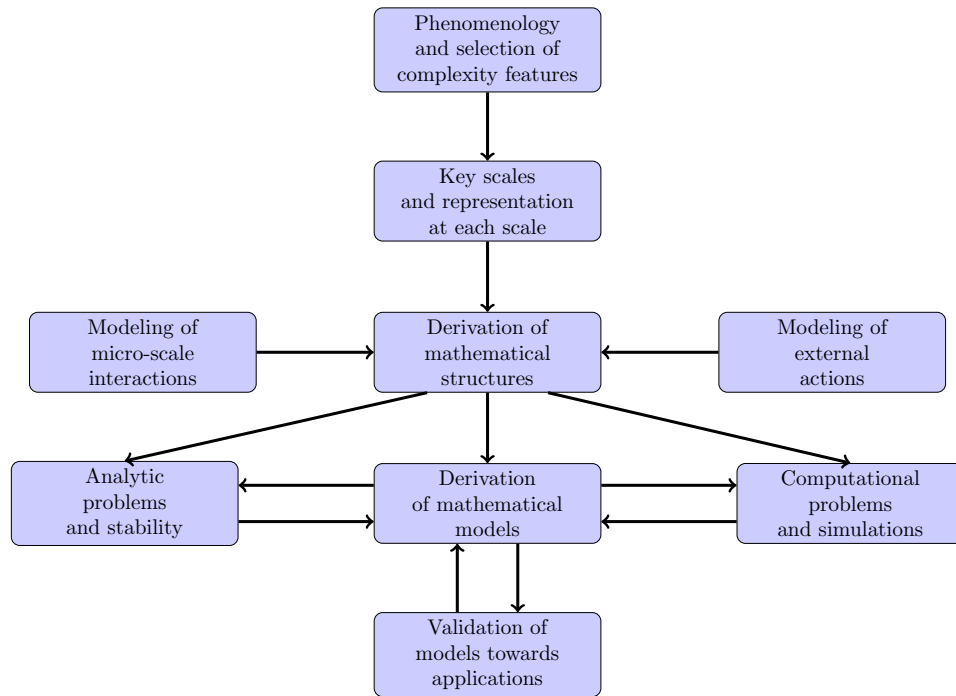 Phenomenology
and selection of
complexity features
Key scales
and representation
at each scale
Modeling of
micro-scale
interactions
Derivation of
mathematical
structures
Modeling of
external
actions
Analytic
problems
and stability
Derivation
of mathematical
models
Computational
problems
and simulations
Validation of
models towards
applications